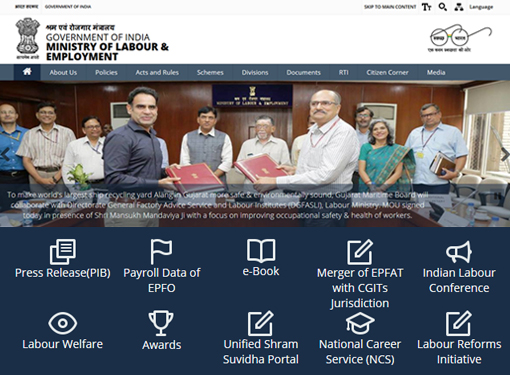 भारत सरकार GOVERNMENT OF INDIA SKIP TO MAIN CONTENT TT Language
श्रम एवं रोजगार मंत्रालय
GOVERNMENT OF INDIA
MINISTRY OF LABOUR &
EMPLOYMENT
सत्यमेव जयते
स्वच्छ भारत
एक कदम स्वच्छता की ओर
About Us Policies Acts and Rules Schemes Divisions Documents RTI Citizen Corner Media
MINISTRY OF LABOUR & EMPLOYMENT
To make world's largest ship recycling yard Alangin Gujarat more safe & environmentally sound, Gujarat Maritime Board will
collaborate with Directorate General Factory Advice Service and Labour Institutes (DGFASLI), Labour Ministry. MOU signed
today in presence of Shri Mansukh Mandaviya Ji with a focus on improving occupational safety & health of workers.
Press Release(PIB) Payroll Data of e-Book Merger of EPFAT Indian Labour
EPFO with CGITs Conference
Jurisdiction
Labour Welfare Awards Unified Shram National Career Labour Reforms
Suvidha Portal Service (NCS) Initiative